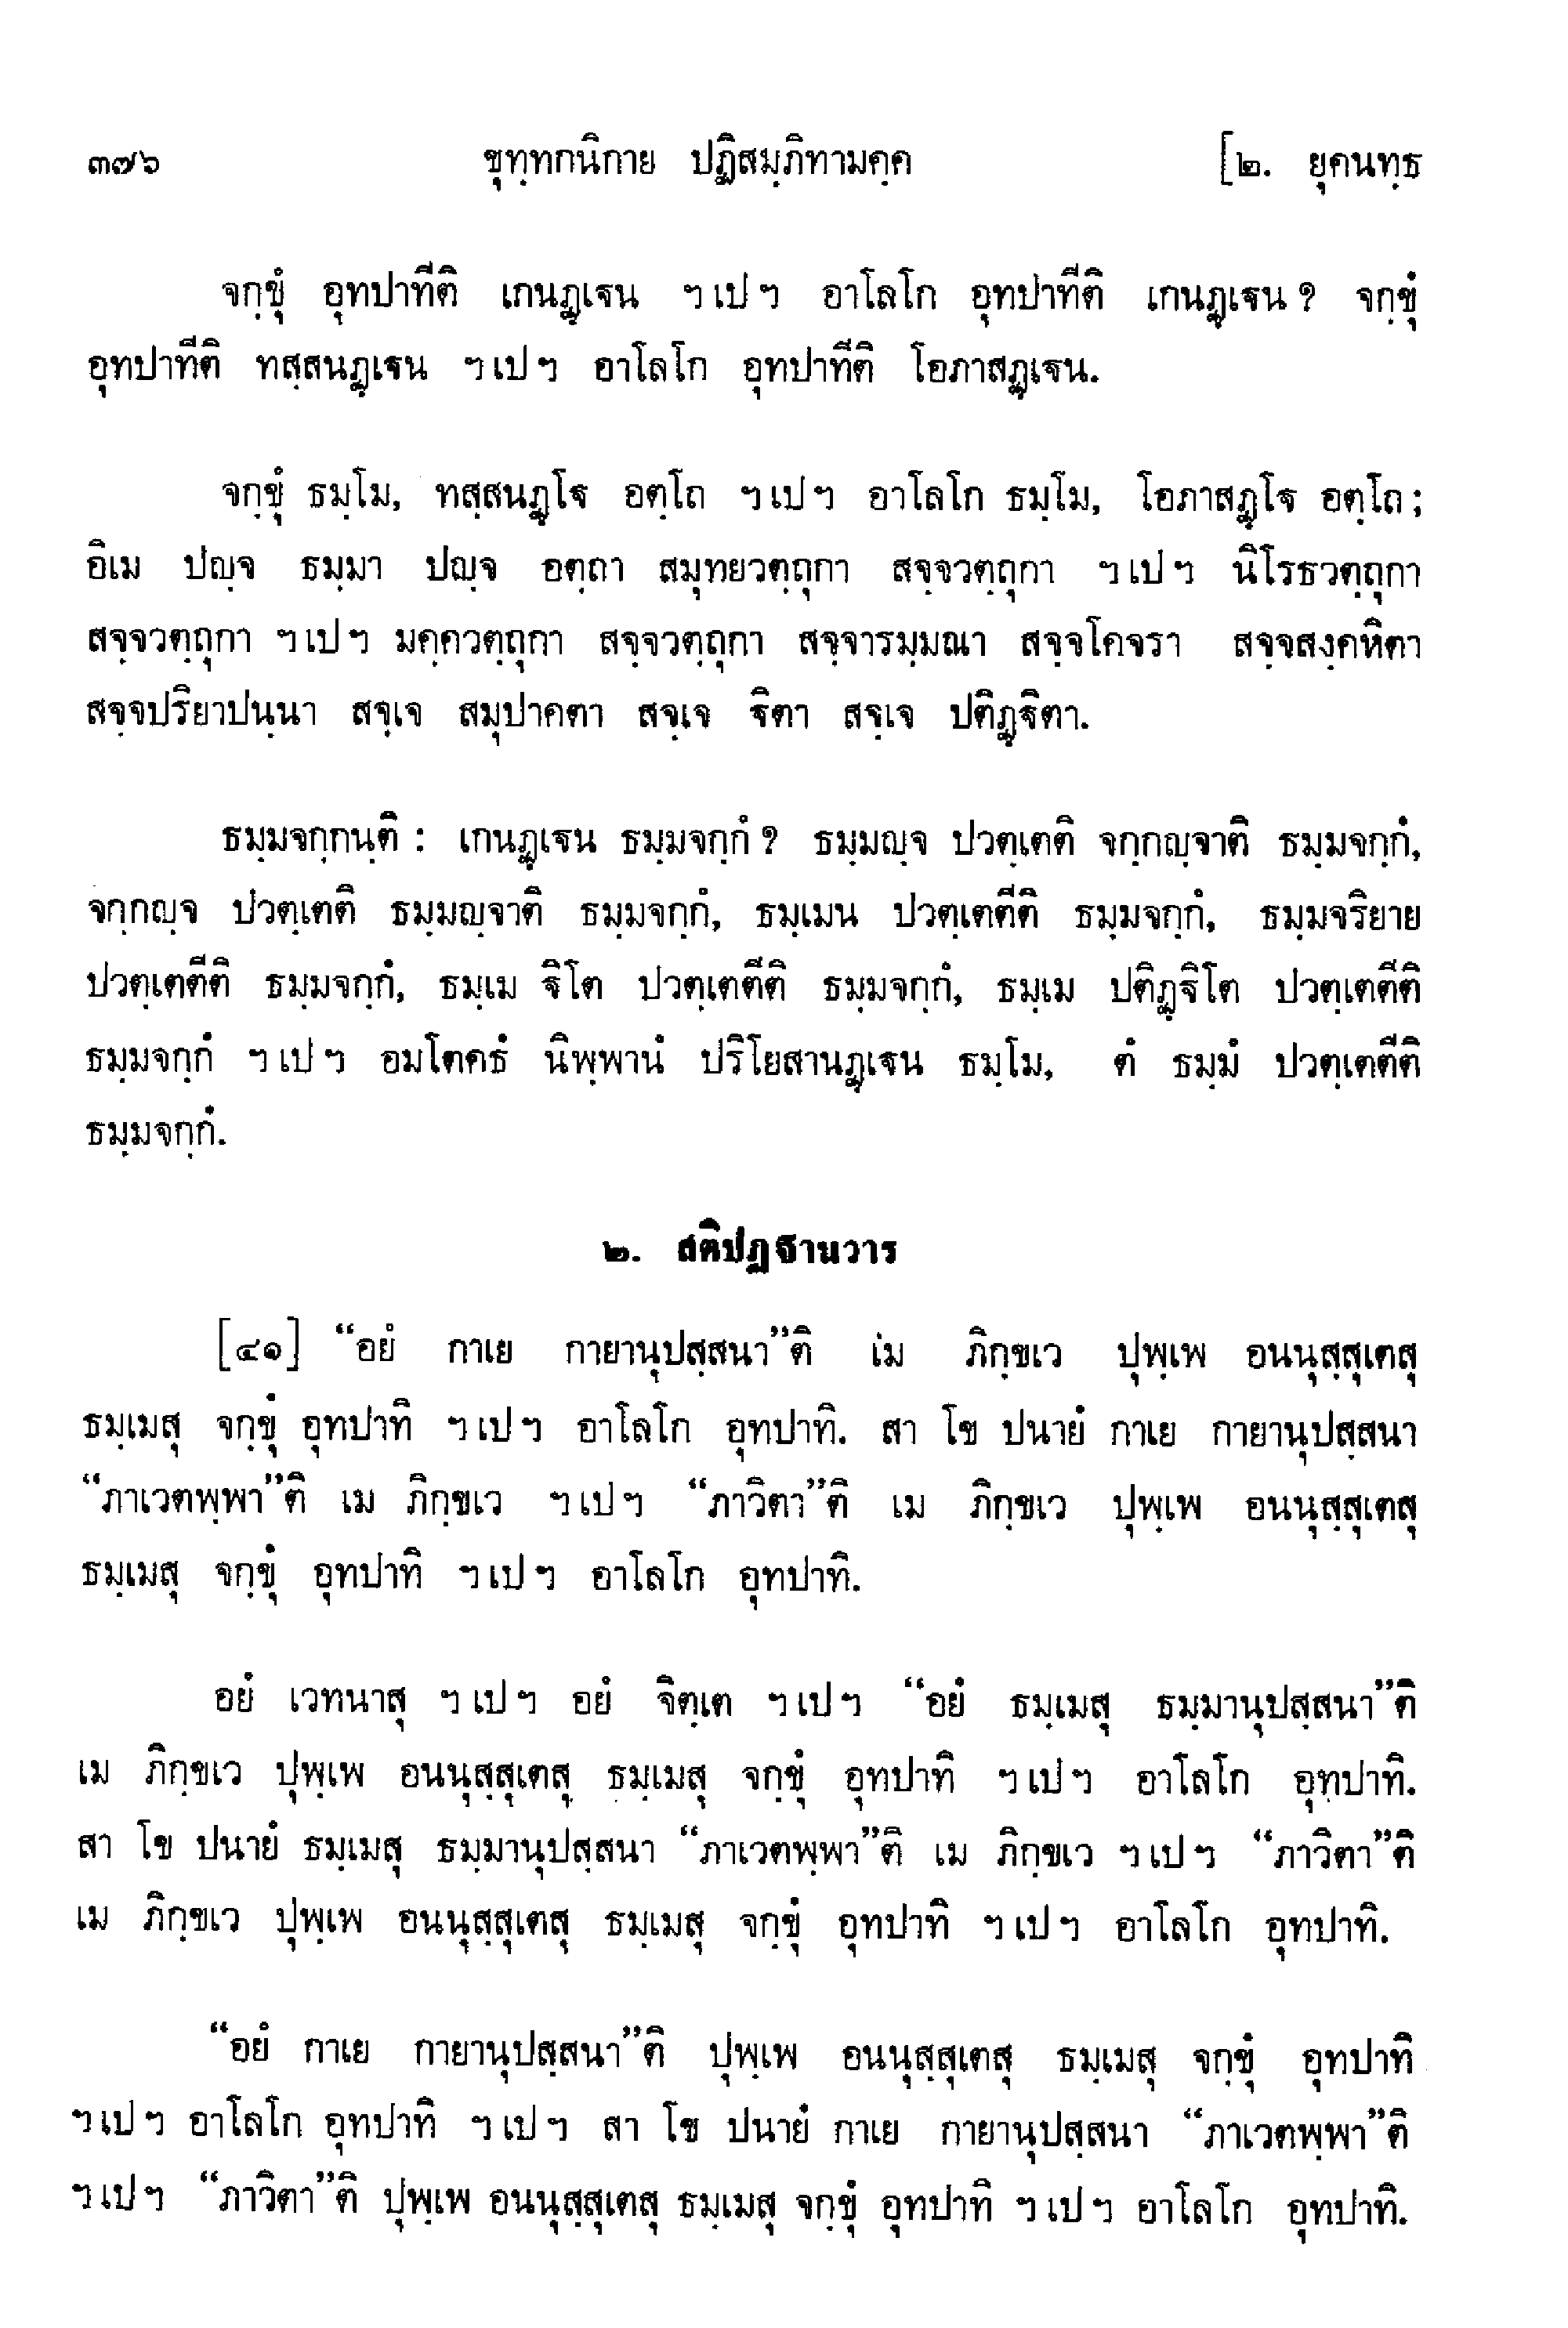 ๓๗๖ ขุทฺทกนิกาย ปฏิสมฺภิทามคฺค [๒. ยุคนทฺธ
จกฺขุํ อุทปาทีติ เกนฏฺเฐน ฯ เป ฯ อาโลโก อุทปาทีติ เกนฏฺเฐน ? จกฺขุํ
อุทปาทีติ ทสฺสนฏฺเฐน ฯ เป ฯ อาโลโก อุทปาทีติ โอภาสฏฺเฐน.
จกฺขุํ ธมฺโม, ทสฺสนฏฺโฐ อตฺโถ ฯ เป ฯ อาโลโก ธมฺโม, โอภาสฏฺโฐ อตฺโถ ;
อิเม ปญฺจ ธมฺมา ปญฺจ อตฺถา สมุทยวตฺถุกา สจฺจวตฺถุกา ฯ เป ฯ นิโรธวตฺถุกา
สจฺจวตฺถุกา ฯ เป ฯ มคฺควตฺถุกา สจฺจวตฺถุกา สจฺจารมฺมณา สจฺจโคจรา สจฺจสงฺคหิตา
สจฺจปริยาปนฺนา สจฺเจ สมุปาคตา สจฺเจ ฐิตา สจฺเจ ปติฏฺฐิตา.
ธมฺมจกฺกนฺติ : เกนฏฺเฐน ธมฺมจกฺกํ ? ธมฺมญฺจ ปวตฺเตติ จกฺกญฺจาติ ธมฺมจกฺกํ,
จกฺกญฺจ ปวตฺเตติ ธมฺมญฺจาติ ธมฺมจกฺกํ, ธมฺเมน ปวตฺเตตีติ ธมฺมจกฺกํ, ธมฺมจริยาย
ปวตฺเตตีติ ธมฺมจกฺกํ, ธมฺเม ฐิโต ปวตฺเตตีติ ธมฺมจกฺกํ, ธมฺเม ปติฏฺฐิโต ปวตฺเตตีติ
ธมฺมจกฺกํ ฯ เป ฯ อมโตคธํ นิพฺพานํ ปริโยสานฏฺเฐน ธมฺโม, ตํ ธมฺมํ ปวตฺเตตีติ
ธมฺมจกฺกํ.
๒. สติปฏฺฐานวาร
[๔๑] “อยํ กาเย กายานุปสฺสนา”ติ เม ภิกฺขเว ปุพฺเพ อนนุสฺสุเตสุ
ธมฺเมสุ จกฺขุํ อุทปาทิ ฯ เป ฯ อาโลโก อุทปาทิ. สา โข ปนายํ กาเย กายานุปสฺสนา
“ภาเวตพฺพา”ติ เม ภิกฺขเว ฯ เป ฯ “ภาวิตา”ติ เม ภิกฺขเว ปุพฺเพ อนนุสฺสุเตสุ
ธมฺเมสุ จกฺขุํ อุทปาทิ ฯ เป ฯ อาโลโก อุทปาทิ.
อยํ เวทนาสุ ฯ เป ฯ อยํ จิตฺเต ฯ เป ฯ “อยํ ธมฺเมสุ ธมฺมานุปสฺสนา”ติ
เม ภิกฺขเว ปุพฺเพ อนนุสฺสุเตสุ ธมฺเมสุ จกฺขุํ อุทปาทิ ฯ เป ฯ อาโลโก อุทปาทิ.
สา โข ปนายํ ธมฺเมสุ ธมฺมานุปสฺสนา “ภาเวตพฺพา”ติ เม ภิกฺขเว ฯ เป ฯ “ภาวิตา”ติ
เม ภิกฺขเว ปุพฺเพ อนนุสฺสุเตสุ ธมฺเมสุ จกฺขุํ อุทปาทิ ฯ เป ฯ อาโลโก อุทปาทิ.
“อยํ กาเย กายานุปสฺสนา”ติ ปุพฺเพ อนนุสฺสุเตสุ ธมฺเมสุ จกฺขุํ อุทปาทิ
ฯ เป ฯ อาโลโก อุทปาทิ ฯ เป ฯ สา โข ปนายํ กาเย กายานุปสฺสนา “ภาเวตพฺพา”ติ
ฯ เป ฯ “ภาวิตา”ติ ปุพฺเพ อนนุสฺสุเตสุ ธมฺเมสุ จกฺขุํ อุทปาทิ ฯ เป ฯ อาโลโก อุทปาทิ.